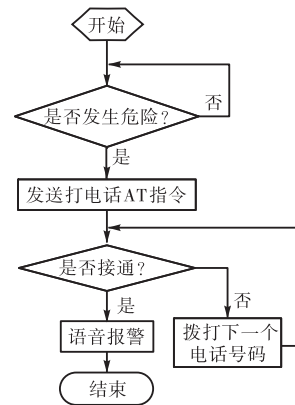 开始
是否发生危险?
否
是
发送打电话AT指令
是否接通?
是
否
语音报警
拨打下一个
电话号码
结束